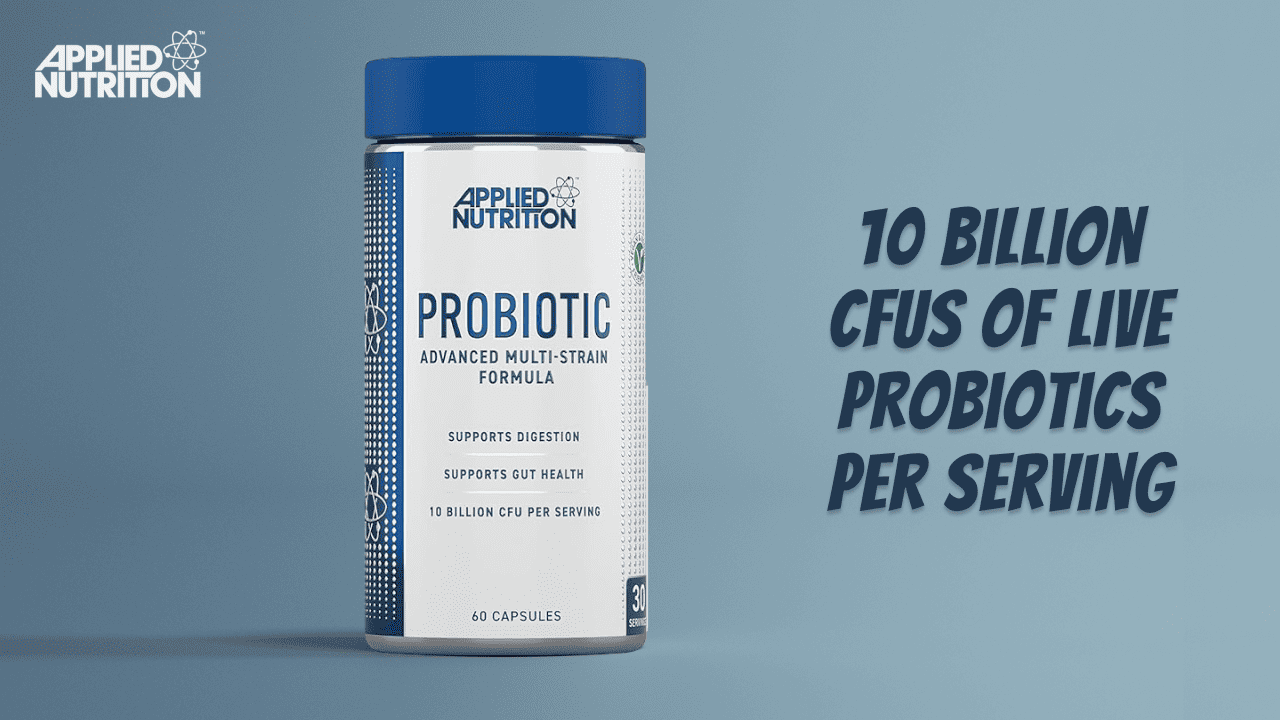 APPLIED
NUTRITION
™
APPLIED
NUTRITION
PROBIOTIC
ADVANCED MULTI-STRAIN
FORMULA
SUPPORTS DIGESTION
SUPPORTS GUT HEALTH
10 BILLION CFU PER SERVING
60 CAPSULES
30
10 BILLION
CFUS OF LIVE
PROBIOTICS
PER SERVING